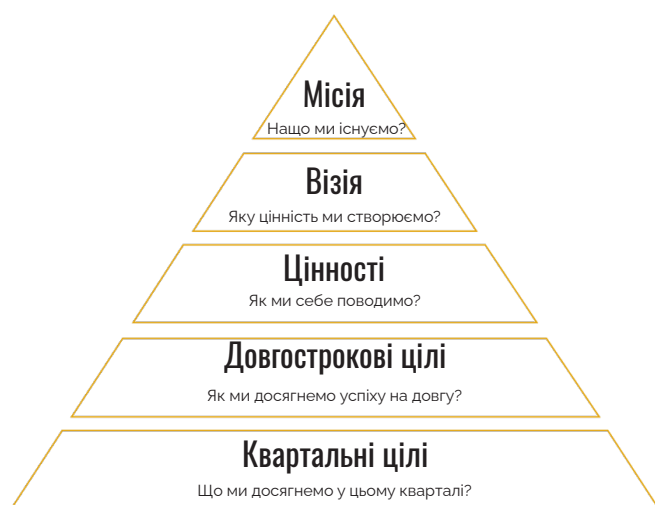 Місія
Нащо ми існуємо?
Візія
Яку цінність ми створюємо?
Цінності
Як ми себе поводимо?
Довгострокові цілі
Як ми досягнемо успіху на довгу?
Квартальні цілі
Що ми досягнемо у цьому кварталі?